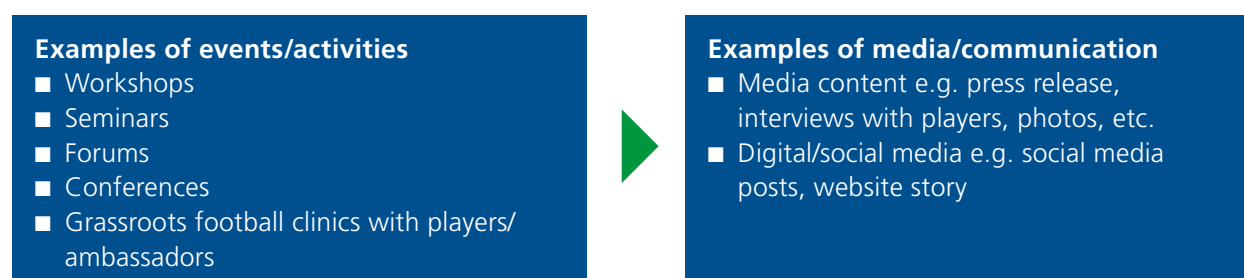 Examples of events/activities
■ Workshops
■ Seminars
■ Forums
■ Conferences
■ Grassroots football clinics with players/
ambassadors
Examples of media/communication
■ Media content e.g. press release,
interviews with players, photos, etc.
■ Digital/social media e.g. social media
posts, website story